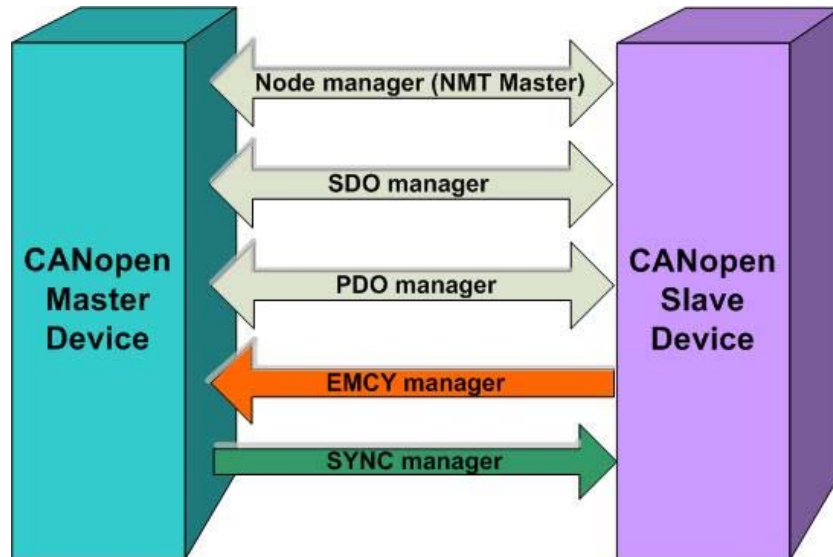 Node manager (NMT Master)
SDO manager
CANopen
Master
Device
PDO manager
CANopen
Slave
Device
EMCY manager
SYNC manager